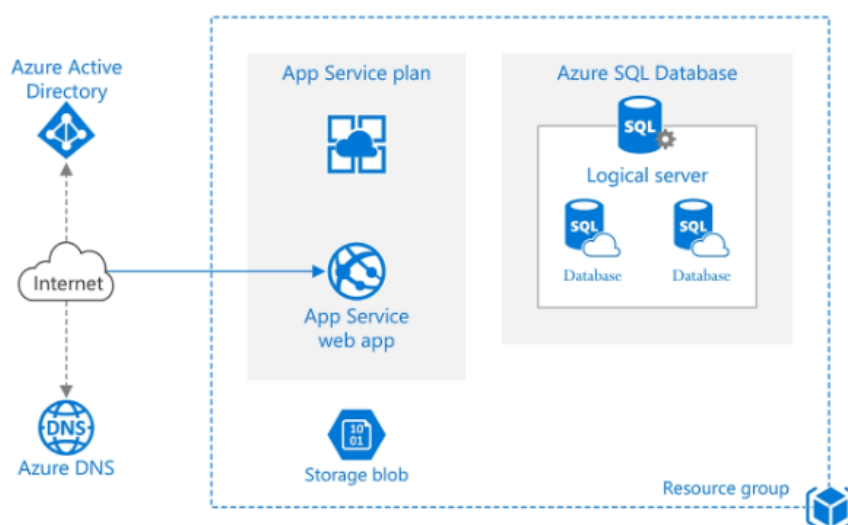 Azure Active
Directory
Internet
DNS
Azure DNS
App Service plan
App Service
web app
10
01
Storage blob
Azure SQL Database
SQL
Logical server
SQL
SQL
Database
Database
Resource group